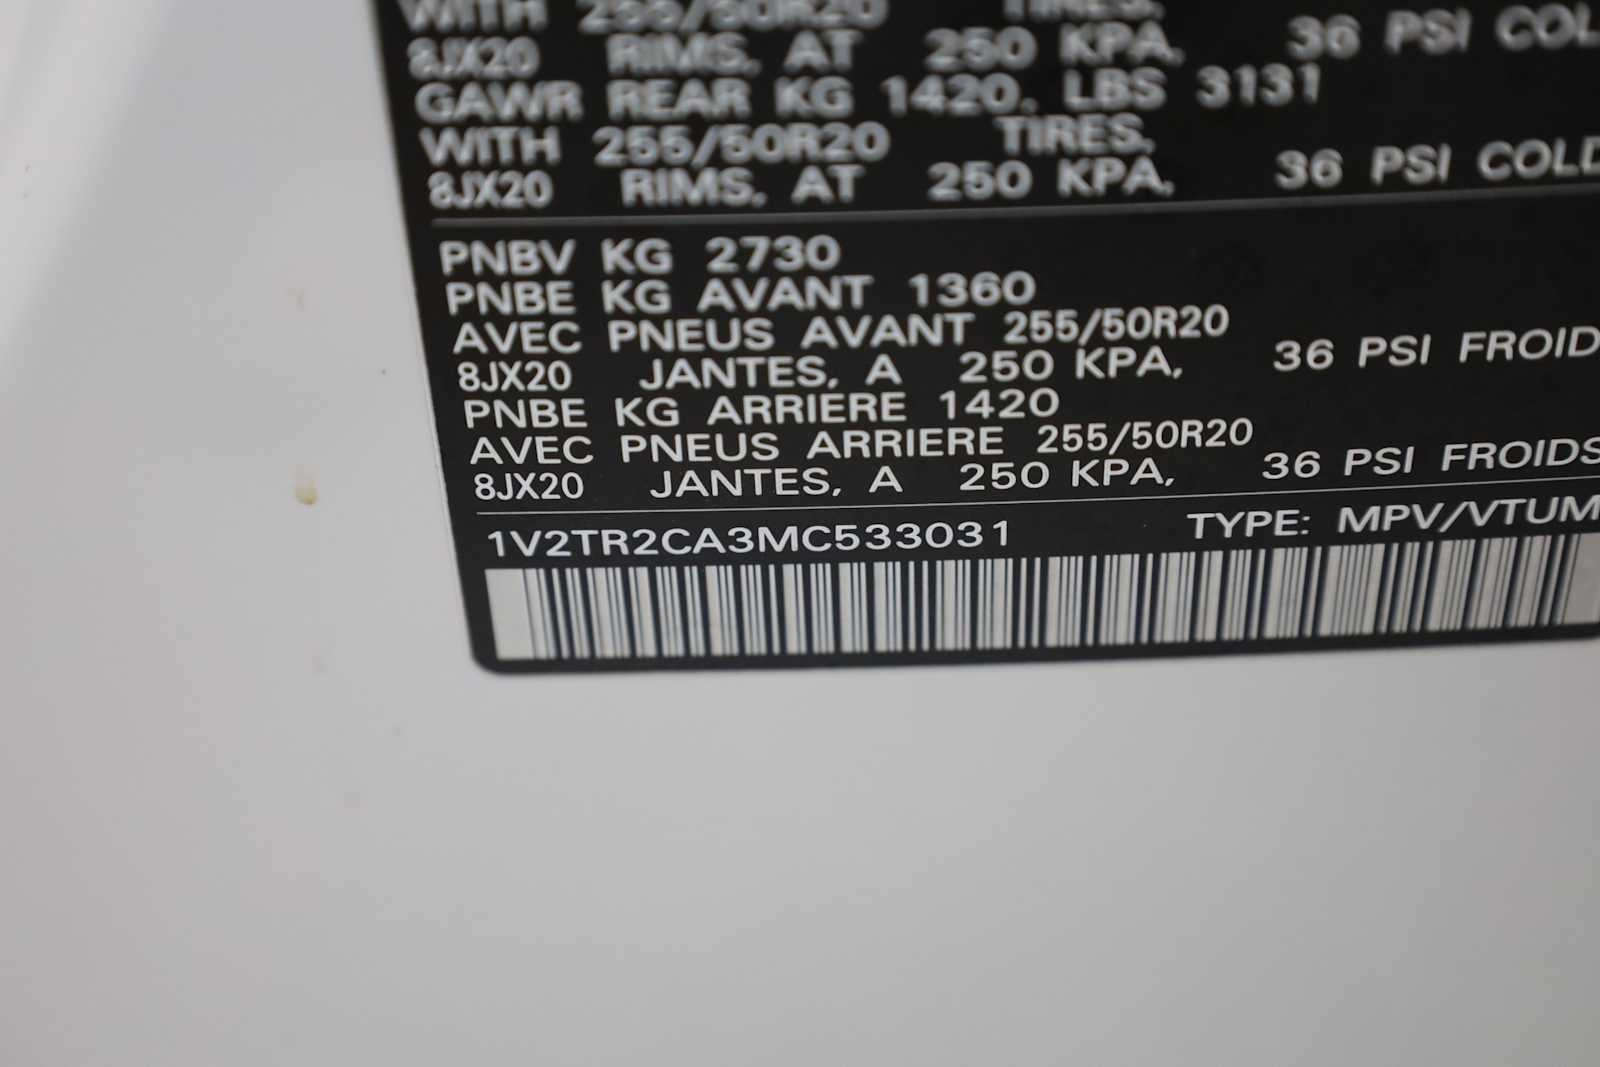 WITH 255/50R20 TIRES,
8JX20 RIMS, AT 250 KPA, 36 PSI COL
GAWR REAR KG 1420, LBS 3131
WITH 255/50R20 TIRES,
8JX20 RIMS, AT 250 KPA, 36 PSI COLD
PNBV KG 2730
PNBE KG AVANT 1360
AVEC PNEUS AVANT 255/50R20
8JX20 JANTES, A 250 KPA, 36 PSI FROID
PNBE KG ARRIERE 1420
AVEC PNEUS ARRIERE 255/50R20
8JX20 JANTES, A 250 KPA, 36 PSI FROIDS
1V2TR2CA3MC533031 TYPE: MPV/VTUM